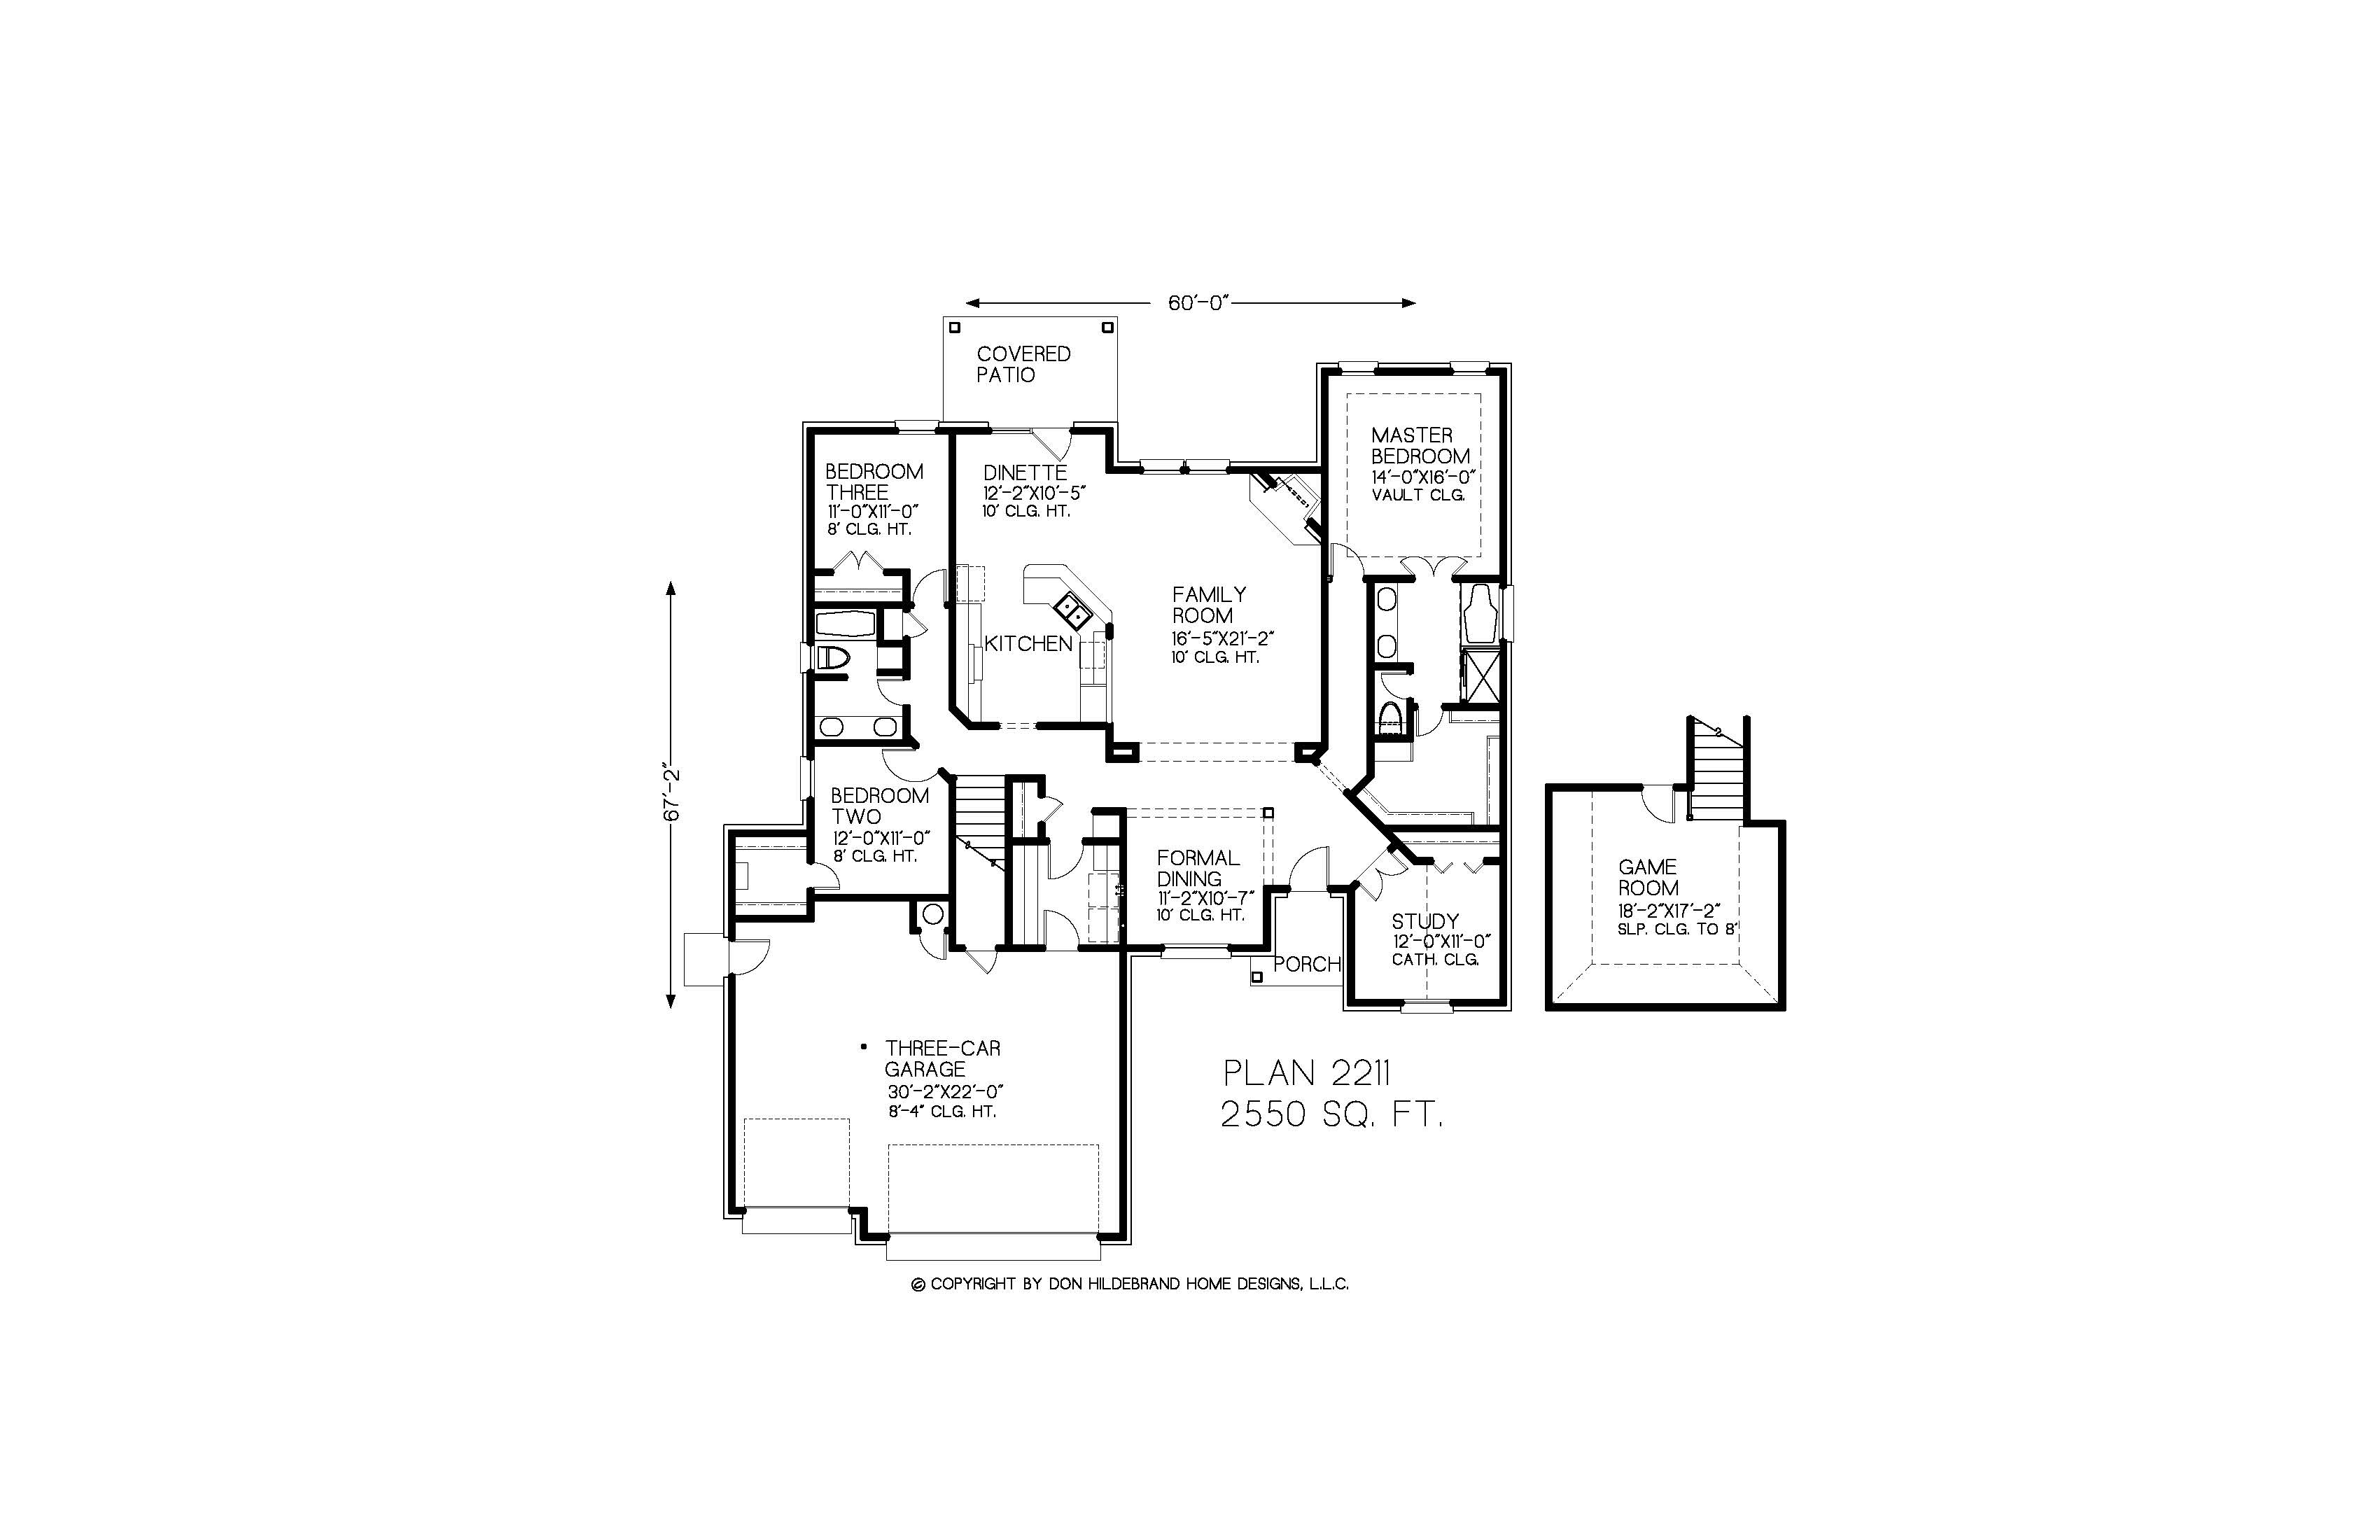 60'-0"
COVERED
PATIO
MASTER
BEDROOM
14'-0"X16'-0"
VAULT CLG.
BEDROOM
THREE
11'-0"X11'-0"
8' CLG. HT.
DINETTE
12'-2"X10'-5"
10' CLG. HT.
FAMILY
ROOM
16'-5"X21'-2"
10' CLG. HT.
KITCHEN
67'-2"
BEDROOM
TWO
12'-0"X11'-0"
8' CLG. HT.
FORMAL
DINING
11'-2"X10'-7"
10' CLG. HT.
STUDY
12'-0"X11'-0"
CATH. CLG.
PORCH
GAME
ROOM
18'-2"X17'-2"
SLP. CLG. TO 8'
THREE-CAR
GARAGE
30'-2"X22'-0"
8'-4" CLG. HT.
PLAN 2211
2550 SQ. FT.
© COPYRIGHT BY DON HILDEBRAND HOME DESIGNS, L.L.C.